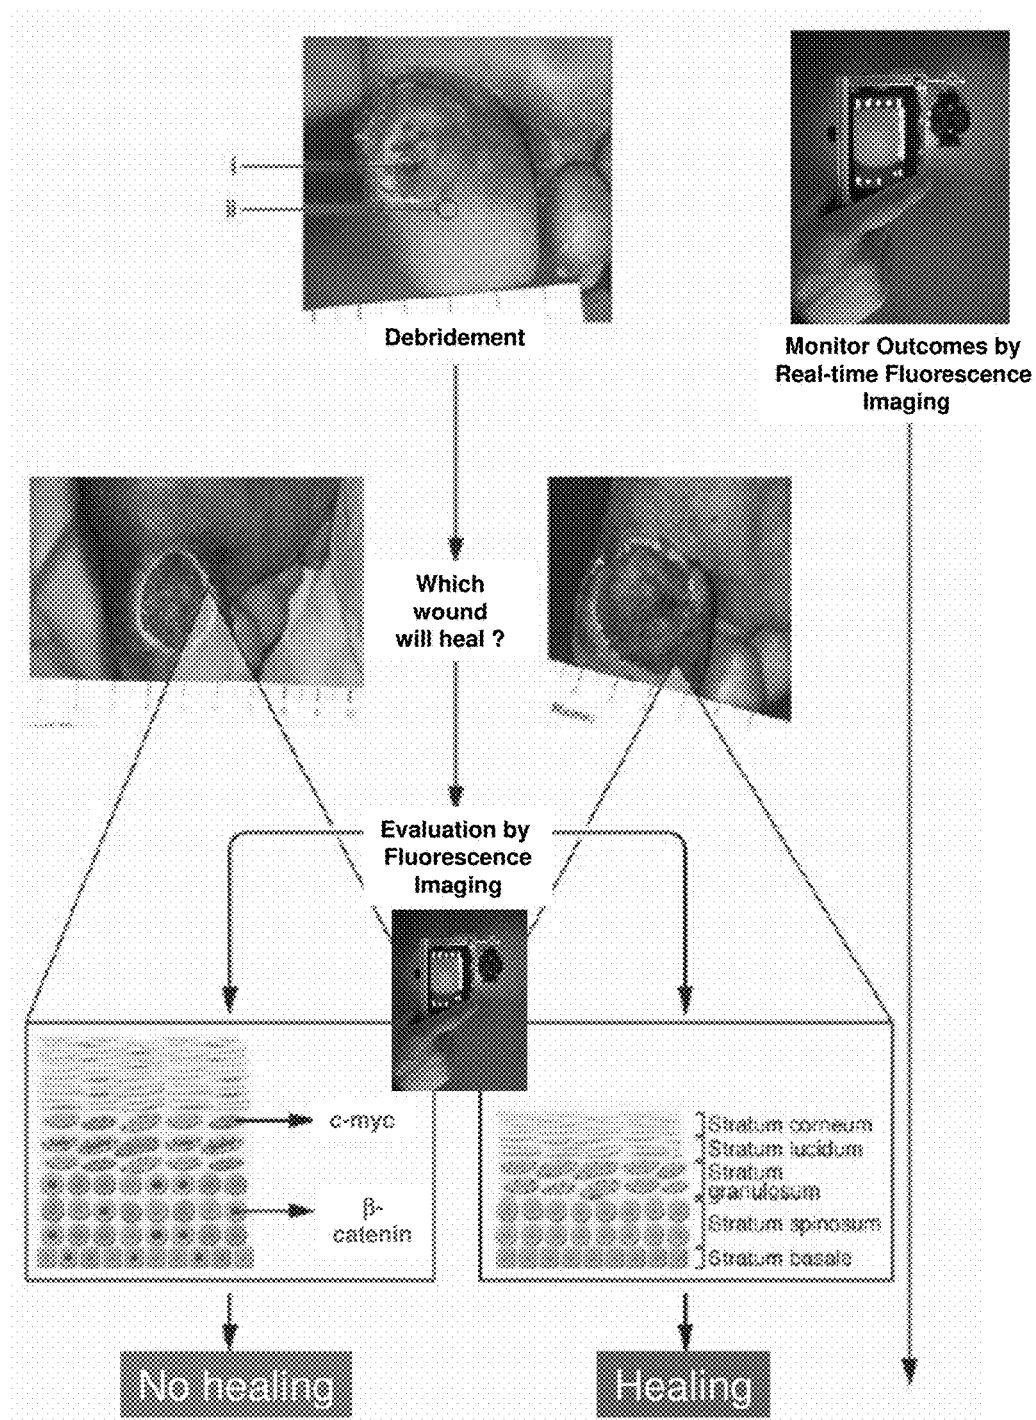 Debridement
Monitor Outcomes by
Real-time Fluorescence
Imaging
Which
wound
will heal ?
Evaluation by
Fluorescence
Imaging
c-myc
β-
catenin
Stratum corneum
Stratum lucidum
Stratum
granulosum
Stratum spinosum
Stratum basale
No healing
Healing